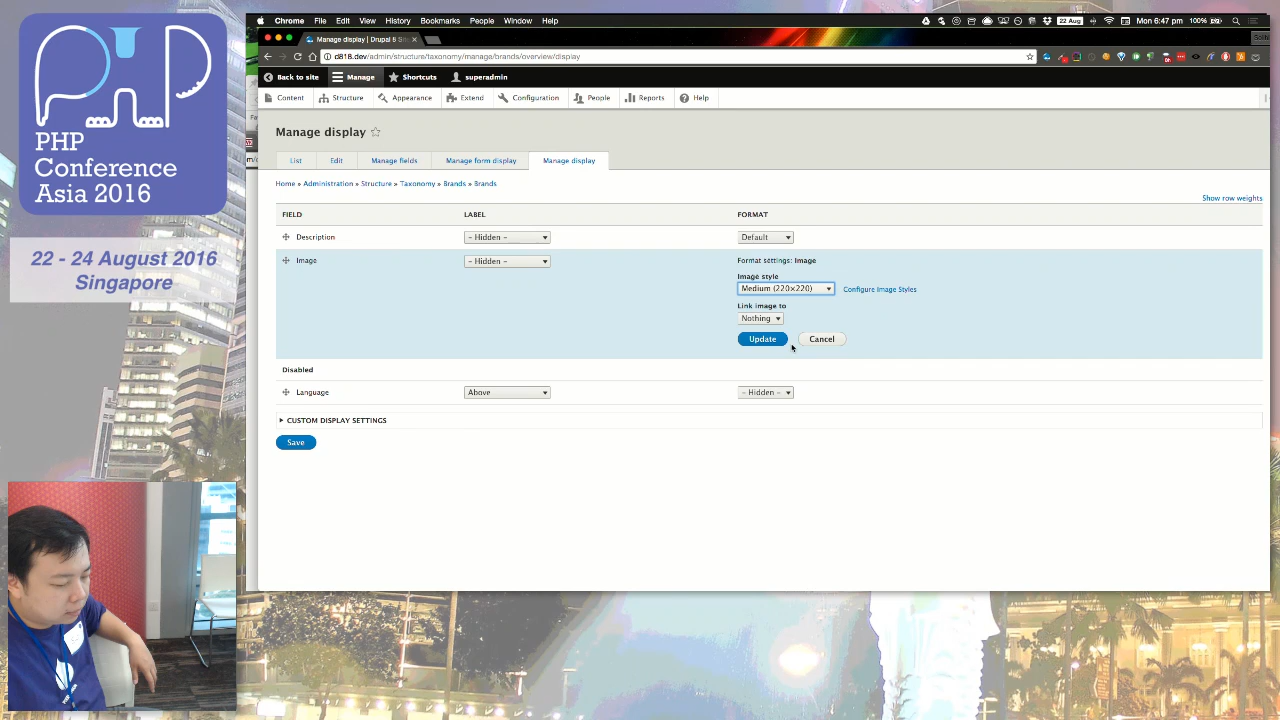 PHP
Conference
Asia 2016
22 - 24 August 2016
Singapore
Chrome File Edit View History Bookmarks People Window Help
22 Aug Mon 6:47 pm 100%
Manage display | Drupal 8 S
d818.dev/admin/structure/taxonomy/manage/brands/overview/display
Back to site Manage Shortcuts superadmin
Content Structure Appearance Extend Configuration People Reports Help
Manage display
List Edit Manage fields Manage form display Manage display
Home » Administration » Structure » Taxonomy » Brands » Brands
Show row weights
FIELD LABEL FORMAT
Description - Hidden - Default
Image - Hidden - Format settings: Image
Image style
Medium (220×220) Configure Image Styles
Link image to
Nothing
Update Cancel
Disabled
Language Above - Hidden -
CUSTOM DISPLAY SETTINGS
Save